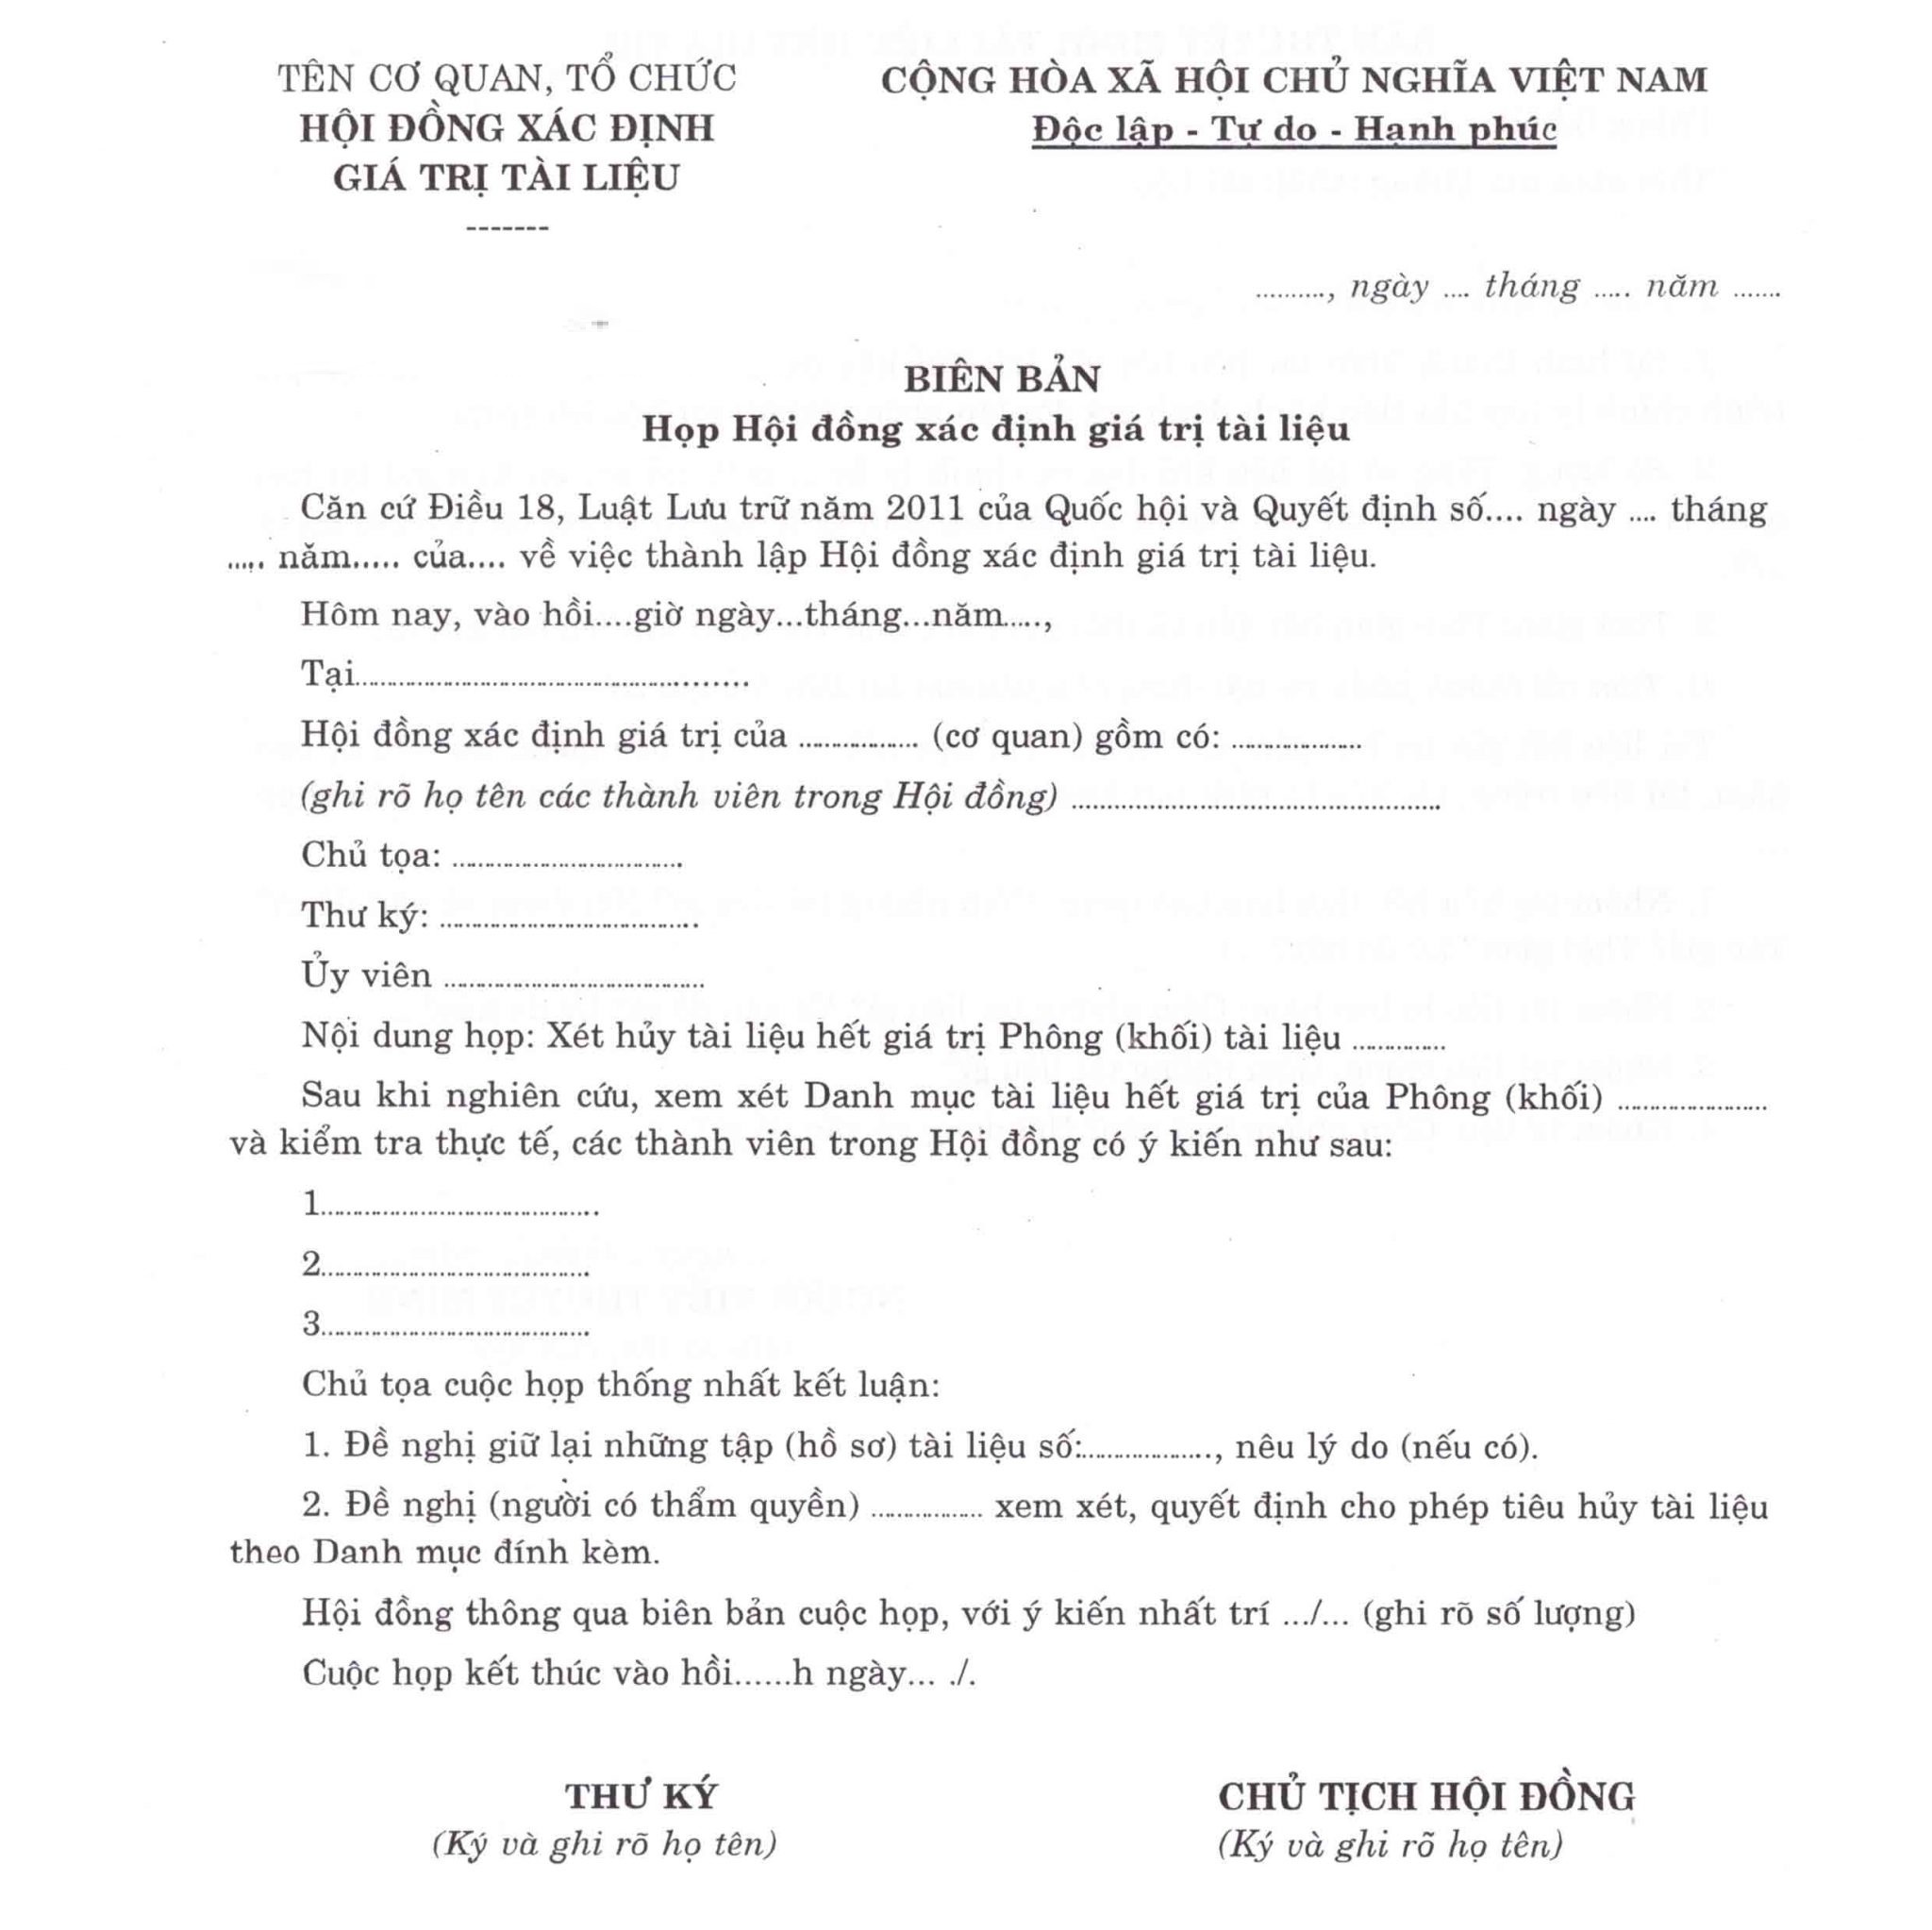 TÊN CƠ QUAN, TỔ CHỨC
HỘI ĐỒNG XÁC ĐỊNH
GIÁ TRỊ TÀI LIỆU
-------
CỘNG HÒA XÃ HỘI CHỦ NGHĨA VIỆT NAM
Độc lập - Tự do - Hạnh phúc
.........., ngày .... tháng ..... năm ......
BIÊN BẢN
Họp Hội đồng xác định giá trị tài liệu
Căn cứ Điều 18, Luật Lưu trữ năm 2011 của Quốc hội và Quyết định số.... ngày .... tháng
..... năm..... của.... về việc thành lập Hội đồng xác định giá trị tài liệu.
Hôm nay, vào hồi....giờ ngày...tháng...năm.....,
Tại..................................................
Hội đồng xác định giá trị của ................ (cơ quan) gồm có: .................
(ghi rõ họ tên các thành viên trong Hội đồng) ................................................
Chủ tọa: ..............................
Thư ký: ..................................
Ủy viên ..................................
Nội dung họp: Xét hủy tài liệu hết giá trị Phông (khối) tài liệu .............
Sau khi nghiên cứu, xem xét Danh mục tài liệu hết giá trị của Phông (khối) ....................
và kiểm tra thực tế, các thành viên trong Hội đồng có ý kiến như sau:
1....................................
2...................................
3...................................
Chủ tọa cuộc họp thống nhất kết luận:
1. Đề nghị giữ lại những tập (hồ sơ) tài liệu số:................., nêu lý do (nếu có).
2. Đề nghị (người có thẩm quyền) ............... xem xét, quyết định cho phép tiêu hủy tài liệu
theo Danh mục đính kèm.
Hội đồng thông qua biên bản cuộc họp, với ý kiến nhất trí .../... (ghi rõ số lượng)
Cuộc họp kết thúc vào hồi......h ngày... ./.
THƯ KÝ
(Ký và ghi rõ họ tên)
CHỦ TỊCH HỘI ĐỒNG
(Ký và ghi rõ họ tên)